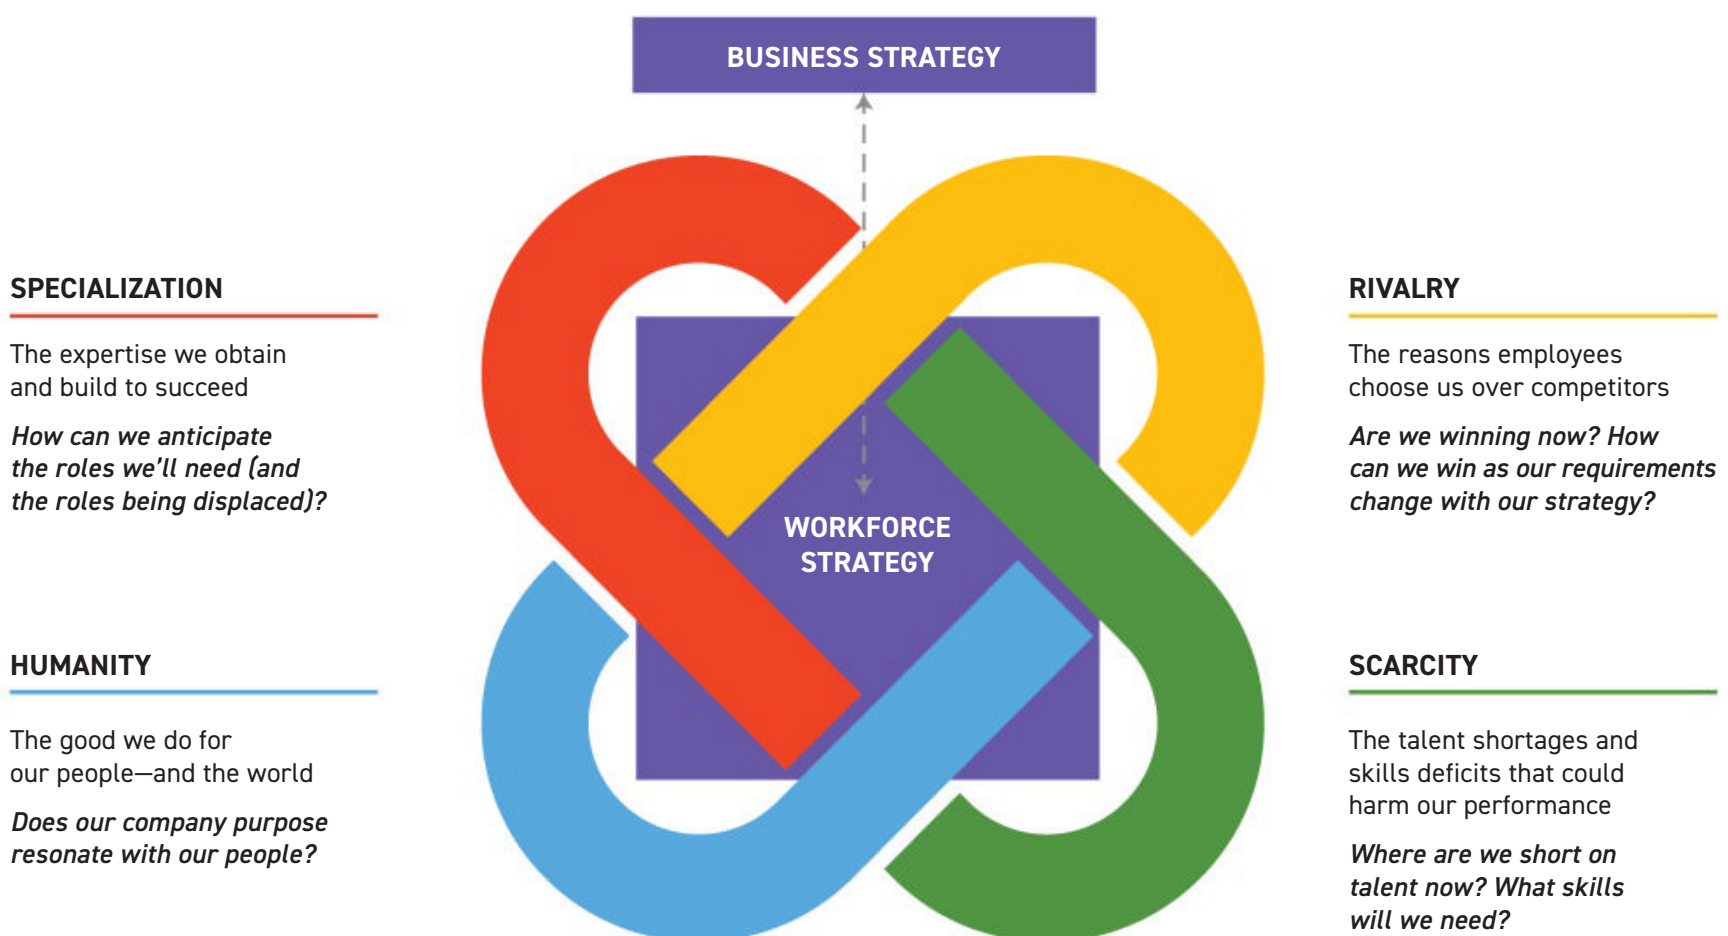 BUSINESS STRATEGY
SPECIALIZATION
The expertise we obtain
and build to succeed
How can we anticipate
the roles we'll need (and
the roles being displaced)?
RIVALRY
The reasons employees
choose us over competitors
Are we winning now? How
can we win as our requirements
change with our strategy?
WORKFORCE
STRATEGY
HUMANITY
The good we do for
our people—and the world
Does our company purpose
resonate with our people?
SCARCITY
The talent shortages and
skills deficits that could
harm our performance
Where are we short on
talent now? What skills
will we need?